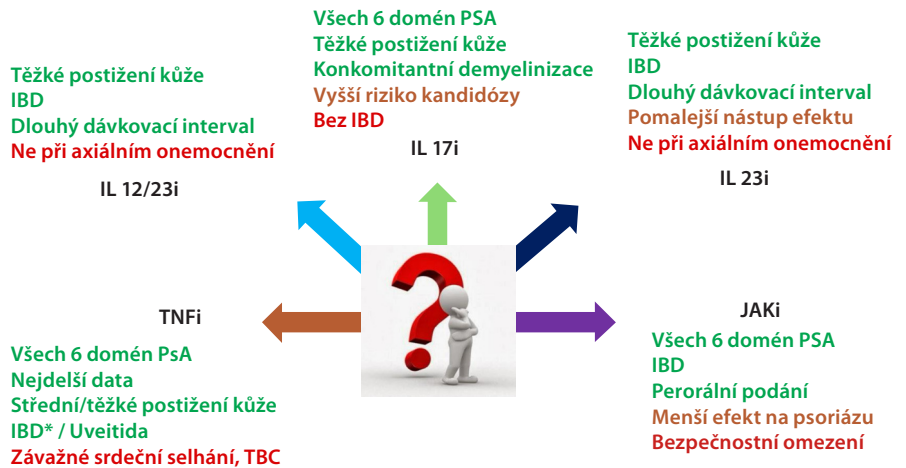 Těžké postižení kůže
IBD
Dlouhý dávkovací interval
Ne při axiálním onemocnění
IL 12/23i
Všech 6 domén PSA
Těžké postižení kůže
Konkomitantní demyelinizace
Vyšší riziko kandidózy
Bez IBD
IL 17i
Těžké postižení kůže
IBD
Dlouhý dávkovací interval
Pomalejší nástup efektu
Ne při axiálním onemocnění
IL 23i
TNFi
Všech 6 domén PsA
Nejdelší data
Střední/těžké postižení kůže
IBD* / Uveitida
Závažné srdeční selhání, TBC
JAKi
Všech 6 domén PSA
IBD
Perorální podání
Menší efekt na psoriázu
Bezpečnostní omezení